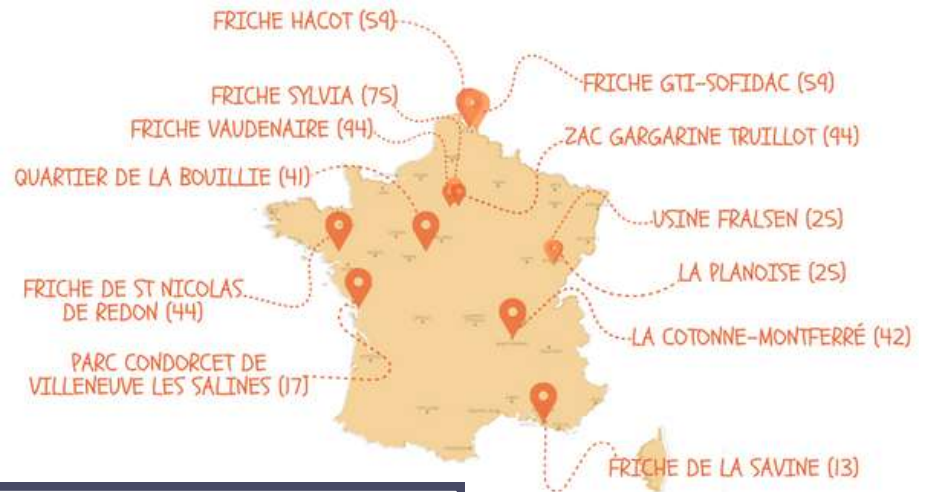 FRICHE HACOT (59)
FRICHE GTI-SOFIDAC (59)
FRICHE SYLVIA (75)
FRICHE VAUDENAIRE (94)
ZAC GARGARINE TRUILLOT (94)
QUARTIER DE LA BOUILLIE (41)
USINE FRALSEN (25)
LA PLANOISE (25)
FRICHE DE ST NICOLAS
DE REDON (44)
LA COTONNE-MONTFERRÉ (42)
PARC CONDORCET DE
VILLENEUVE LES SALINES (17)
FRICHE DE LA SAVINE (13)